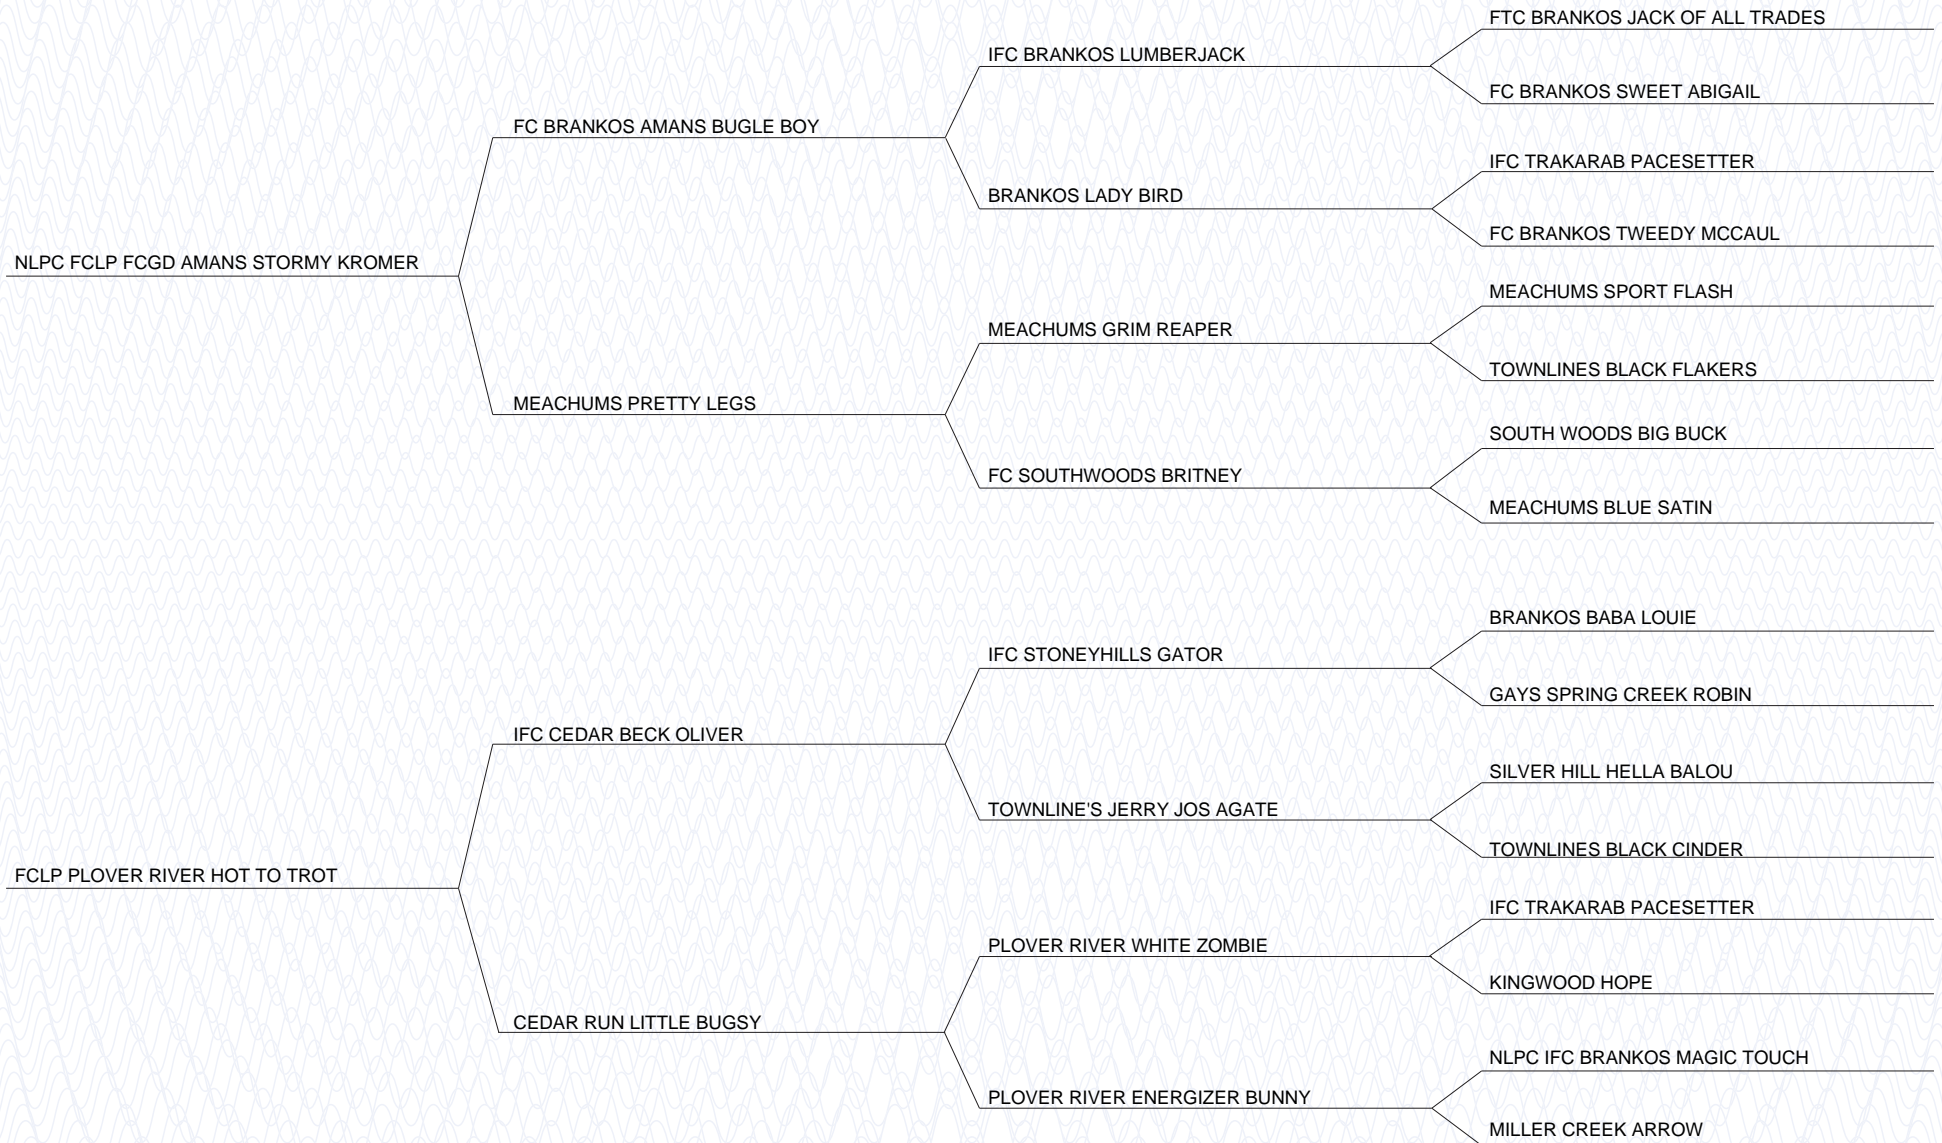 FTC BRANKOS JACK OF ALL TRADES
IFC BRANKOS LUMBERJACK
FC BRANKOS SWEET ABIGAIL
FC BRANKOS AMANS BUGLE BOY
IFC TRAKARAB PACESETTER
BRANKOS LADY BIRD
FC BRANKOS TWEEDY MCCAUL
NLPC FCLP FCGD AMANS STORMY KROMER
MEACHUMS SPORT FLASH
MEACHUMS GRIM REAPER
TOWNLINES BLACK FLAKERS
MEACHUMS PRETTY LEGS
SOUTH WOODS BIG BUCK
FC SOUTHWOODS BRITNEY
MEACHUMS BLUE SATIN
BRANKOS BABA LOUIE
IFC STONEYHILLS GATOR
GAYS SPRING CREEK ROBIN
IFC CEDAR BECK OLIVER
SILVER HILL HELLA BALOU
TOWNLINE'S JERRY JOS AGATE
TOWNLINES BLACK CINDER
FCLP PLOVER RIVER HOT TO TROT
IFC TRAKARAB PACESETTER
PLOVER RIVER WHITE ZOMBIE
KINGWOOD HOPE
CEDAR RUN LITTLE BUGSY
NLPC IFC BRANKOS MAGIC TOUCH
PLOVER RIVER ENERGIZER BUNNY
MILLER CREEK ARROW